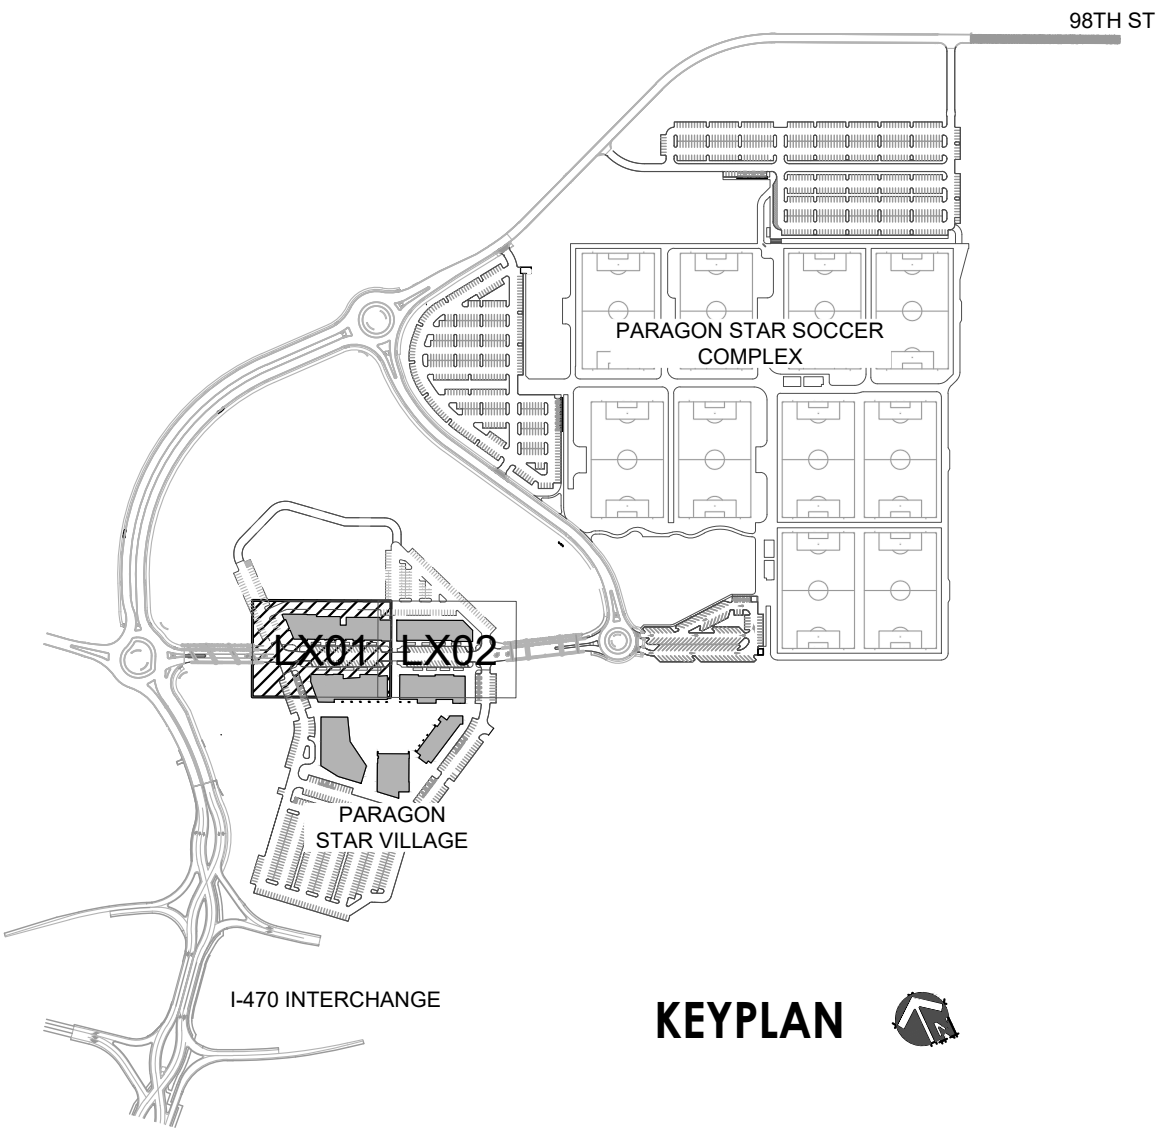 98TH ST
PARAGON STAR SOCCER
COMPLEX
LX01
LX02
PARAGON
STAR VILLAGE
I-470 INTERCHANGE
KEYPLAN